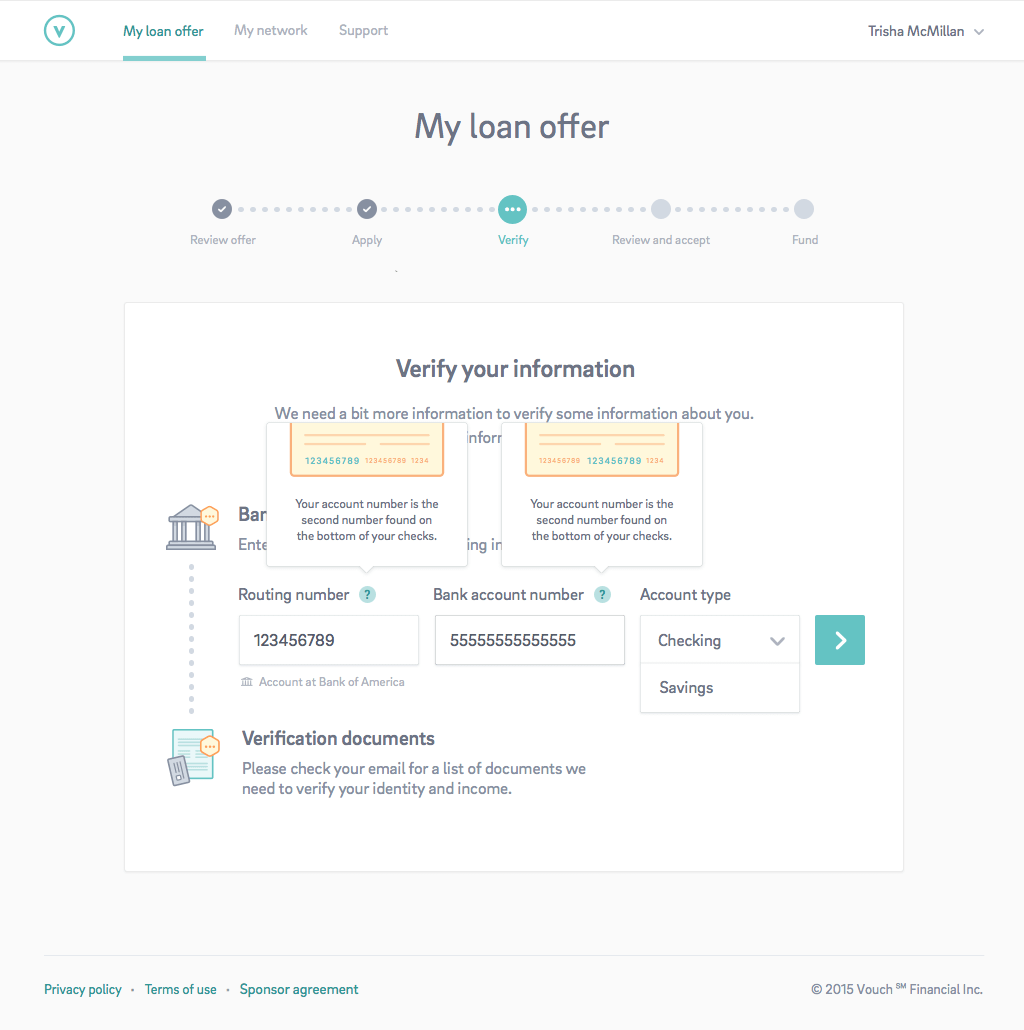 V
My loan offer
My network
Support
Trisha McMillan
My loan offer
Review offer
Apply
Verify
Review and accept
Fund
Verify your information
We need a bit more information to verify some information about you.
123456789 123456789 1234
Your account number is the
second number found on
the bottom of your checks.
123456789 123456789 1234
Your account number is the
second number found on
the bottom of your checks.
Routing number ?
Bank account number ?
Account type
123456789
55555555555555
Checking
Savings
Account at Bank of America
Verification documents
Please check your email for a list of documents we
need to verify your identity and income.
Privacy policy • Terms of use • Sponsor agreement
© 2015 Vouch ℠ Financial Inc.